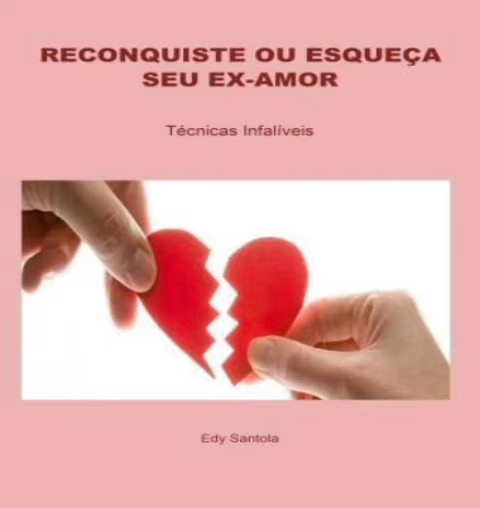 RECONQUISTE OU ESQUEÇA
SEU EX-AMOR
Técnicas Infalíveis
Edy Santola